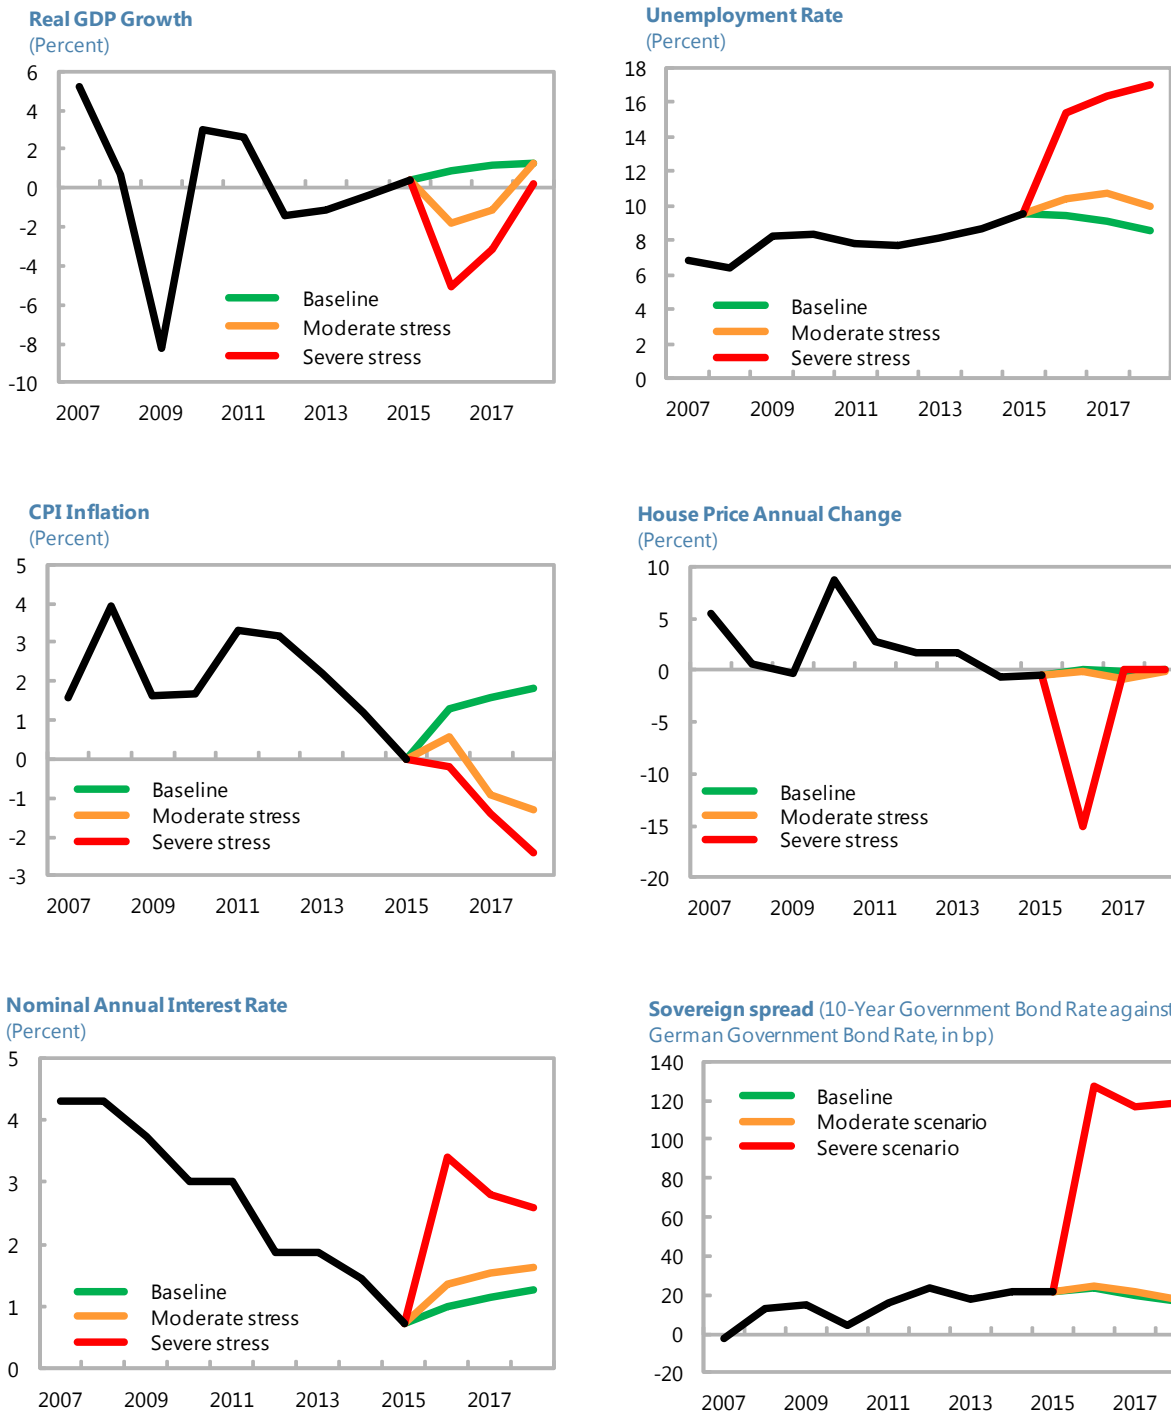 Real GDP Growth
(Percent)
6
4
2
0
-2
-4
-6
-8
-10
Baseline
Moderate stress
Severe stress
2007 2009 2011 2013 2015 2017
Unemployment Rate
(Percent)
18
16
14
12
10
8
6
4
2
0
Baseline
Moderate stress
Severe stress
2007 2009 2011 2013 2015 2017
CPI Inflation
(Percent)
5
4
3
2
1
0
-1
-2
-3
Baseline
Moderate stress
Severe stress
2007 2009 2011 2013 2015 2017
House Price Annual Change
(Percent)
10
5
0
-5
-10
-15
-20
Baseline
Moderate stress
Severe stress
2007 2009 2011 2013 2015 2017
Nominal Annual Interest Rate
(Percent)
5
4
3
2
1
0
Baseline
Moderate stress
Severe stress
2007 2009 2011 2013 2015 2017
Sovereign spread (10-Year Government Bond Rate against
German Government Bond Rate, in bp)
140
120
100
80
60
40
20
0
-20
Baseline
Moderate scenario
Severe scenario
2007 2009 2011 2013 2015 2017